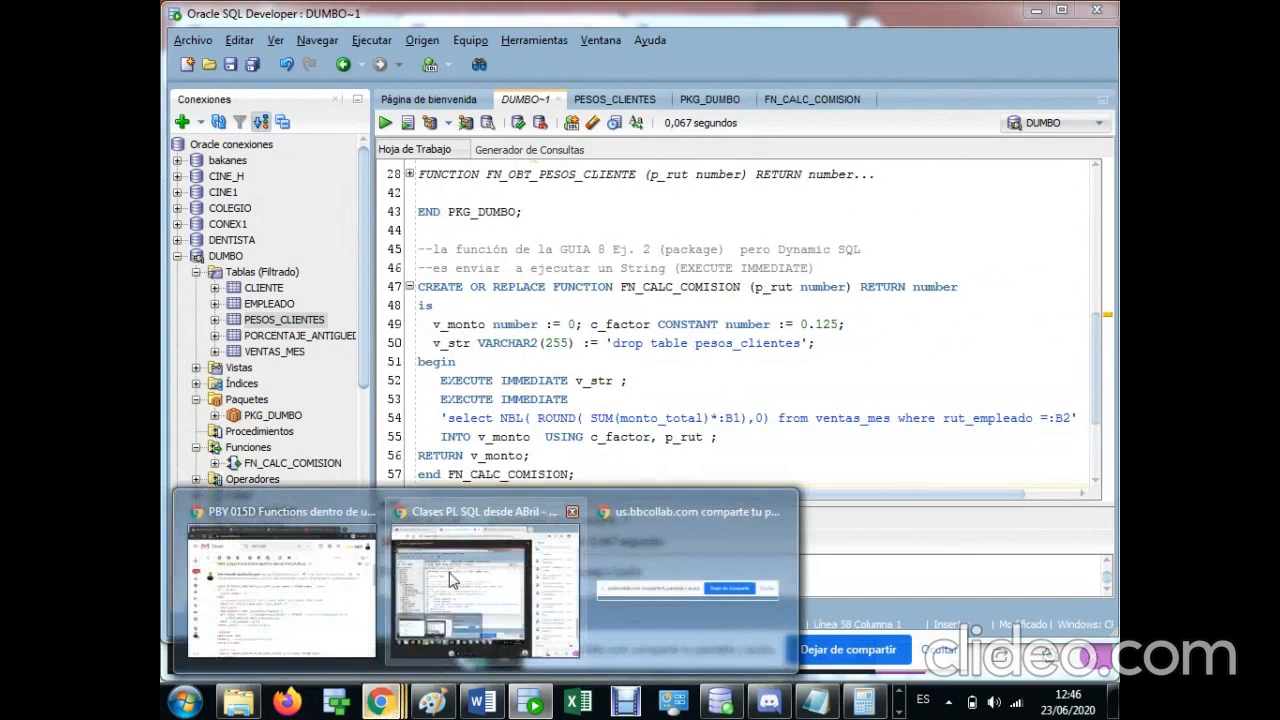 Oracle SQL Developer : DUMBO~1
Archivo Editar Ver Navegar Ejecutar Origen Equipo Herramientas Ventana Ayuda
Conexiones
Página de bienvenida DUMBO~1 PESOS_CLIENTES PKG_DUMBO FN_CALC_COMISION
0,067 segundos DUMBO
Hoja de Trabajo Generador de Consultas
Oracle conexiones
bakanes
CINE_H
CINE1
COLEGIO
CONEX1
DENTISTA
DUMBO
Tablas (Filtrado)
CLIENTE
EMPLEADO
PESOS_CLIENTES
PORCENTAJE_ANTIGUED
VENTAS_MES
Vistas
Índices
Paquetes
PKG_DUMBO
Procedimientos
Funciones
FN_CALC_COMISION
Operadores
28 FUNCTION FN_OBT_PESOS_CLIENTE (p_rut number) RETURN number...
42
43 END PKG_DUMBO;
44
45 --la función de la GUIA 8 Ej. 2 (package)  pero Dynamic SQL
46 --es enviar  a ejecutar un String (EXECUTE IMMEDIATE)
47 CREATE OR REPLACE FUNCTION FN_CALC_COMISION (p_rut number) RETURN number
48 is
49 v_monto number := 0; c_factor CONSTANT number := 0.125;
50 v_str VARCHAR2(255) := 'drop table pesos_clientes';
51 begin
52 EXECUTE IMMEDIATE v_str ;
53 EXECUTE IMMEDIATE
54 'select NBL( ROUND( SUM(monto_total)*:B1),0) from ventas_mes where rut_empleado =:B2'
55 INTO v_monto  USING c_factor, p_rut ;
56 RETURN v_monto;
57 end FN_CALC_COMISION;
PBY 015D Functions dentro de u...
Clases PL SQL desde ABril - ...
us.bbcollab.com comparte tu p...
Línea 58 Columna 1
Dejar de compartir
clideo.com
ES
12:46
23/06/2020